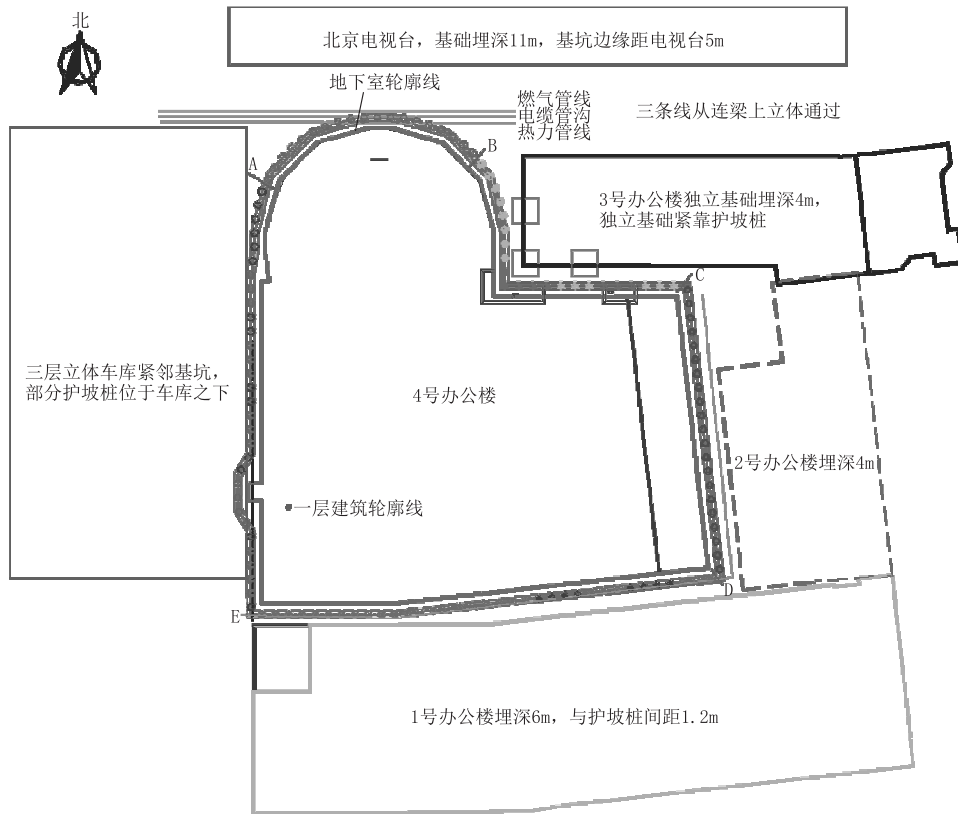 北
北京电视台，基础埋深11m，基坑边缘距电视台5m
地下室轮廓线
燃气管线
电缆管沟
热力管线
三条线从连梁上立体通过
A
B
3号办公楼独立基础埋深4m，
独立基础紧靠护坡桩
C
三层立体车库紧邻基坑，
部分护坡桩位于车库之下
4号办公楼
2号办公楼埋深4m
一层建筑轮廓线
D
E
1号办公楼埋深6m，与护坡桩间距1.2m